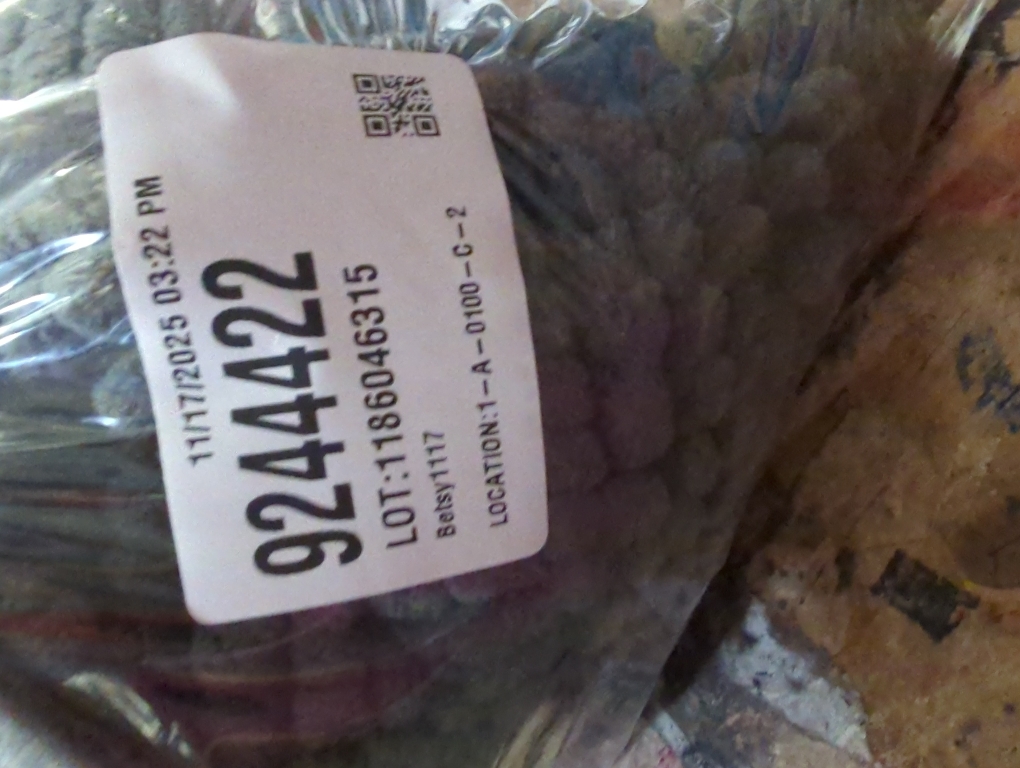 11/17/2025 03:22 PM
9244422
LOT:1186046315
Betsy1117
LOCATION:1-A-0100-C-2